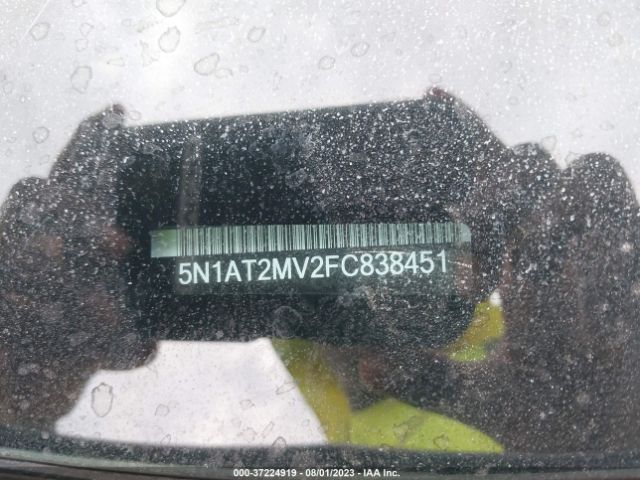 5N1AT2MV2FC838451
000-37224919 - 08/01/2023 - IAA Inc.